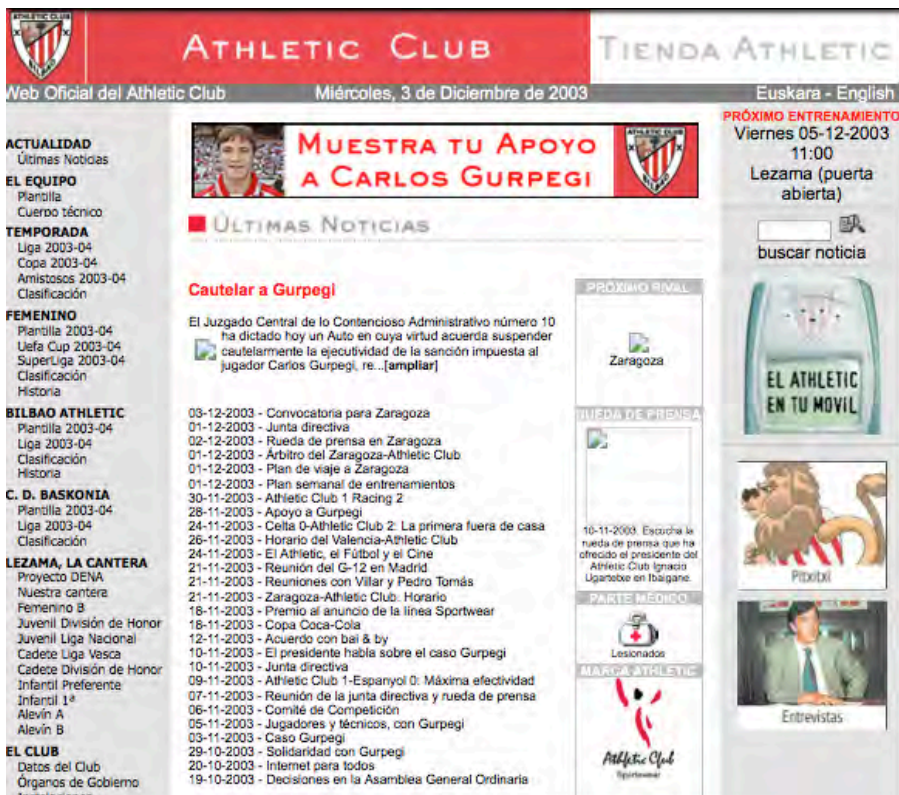 ATHLETIC CLUB
BILBAO
ATHLETIC CLUB
TIENDA ATHLETIC
Web Oficial del Athletic Club
Miércoles, 3 de Diciembre de 2003
Euskara - English
ACTUALIDAD
Últimas Noticias
EL EQUIPO
Plantilla
Cuerpo técnico
TEMPORADA
Liga 2003-04
Copa 2003-04
Amistosos 2003-04
Clasificación
FEMENINO
Plantilla 2003-04
Uefa Cup 2003-04
SuperLiga 2003-04
Clasificación
Historia
BILBAO ATHLETIC
Plantilla 2003-04
Liga 2003-04
Clasificación
Historia
C. D. BASKONIA
Plantilla 2003-04
Liga 2003-04
Clasificación
LEZAMA, LA CANTERA
Proyecto DENA
Nuestra cantera
Femenino B
Juvenil División de Honor
Juvenil Liga Nacional
Cadete Liga Vasca
Cadete División de Honor
Infantil Preferente
Infantil 1ª
Alevín A
Alevín B
EL CLUB
Datos del Club
Órganos de Gobierno
MUESTRA TU APOYO
A CARLOS GURPEGI
ATHLETIC CLUB
ÚLTIMAS NOTICIAS
Cautelar a Gurpegi
El Juzgado Central de lo Contencioso Administrativo número 10
ha dictado hoy un Auto en cuya virtud acuerda suspender
cautelarmente la ejecutividad de la sanción impuesta al
jugador Carlos Gurpegi, re...[ampliar]
03-12-2003 - Convocatoria para Zaragoza
01-12-2003 - Junta directiva
02-12-2003 - Rueda de prensa en Zaragoza
01-12-2003 - Árbitro del Zaragoza-Athletic Club
01-12-2003 - Plan de viaje a Zaragoza
01-12-2003 - Plan semanal de entrenamientos
30-11-2003 - Athletic Club 1 Racing 2
28-11-2003 - Apoyo a Gurpegi
24-11-2003 - Celta 0-Athletic Club 2: La primera fuera de casa
26-11-2003 - Horario del Valencia-Athletic Club
24-11-2003 - El Athletic, el Fútbol y el Cine
21-11-2003 - Reunión del G-12 en Madrid
21-11-2003 - Reuniones con Villar y Pedro Tomás
21-11-2003 - Zaragoza-Athletic Club: Horario
18-11-2003 - Premio al anuncio de la línea Sportwear
18-11-2003 - Copa Coca-Cola
12-11-2003 - Acuerdo con bai & by
10-11-2003 - El presidente habla sobre el caso Gurpegi
10-11-2003 - Junta directiva
09-11-2003 - Athletic Club 1-Espanyol 0: Máxima efectividad
07-11-2003 - Reunión de la junta directiva y rueda de prensa
06-11-2003 - Comité de Competición
05-11-2003 - Jugadores y técnicos, con Gurpegi
03-11-2003 - Caso Gurpegi
29-10-2003 - Solidaridad con Gurpegi
20-10-2003 - Internet para todos
19-10-2003 - Decisiones en la Asamblea General Ordinaria
PRÓXIMO RIVAL
Zaragoza
RUEDA DE PRENSA
10-11-2003. Escucha la
rueda de prensa que ha
ofrecido el presidente del
Athletic Club Ignacio
Ugartetxe en Ibaigane.
PARTE MÉDICO
Lesionados
MARCA ATHLETIC
Athletic Club
Sportswear
PRÓXIMO ENTRENAMIENTO
Viernes 05-12-2003
11:00
Lezama (puerta
abierta)
buscar noticia
EL ATHLETIC
EN TU MOVIL
Pitxitxi
Entrevistas